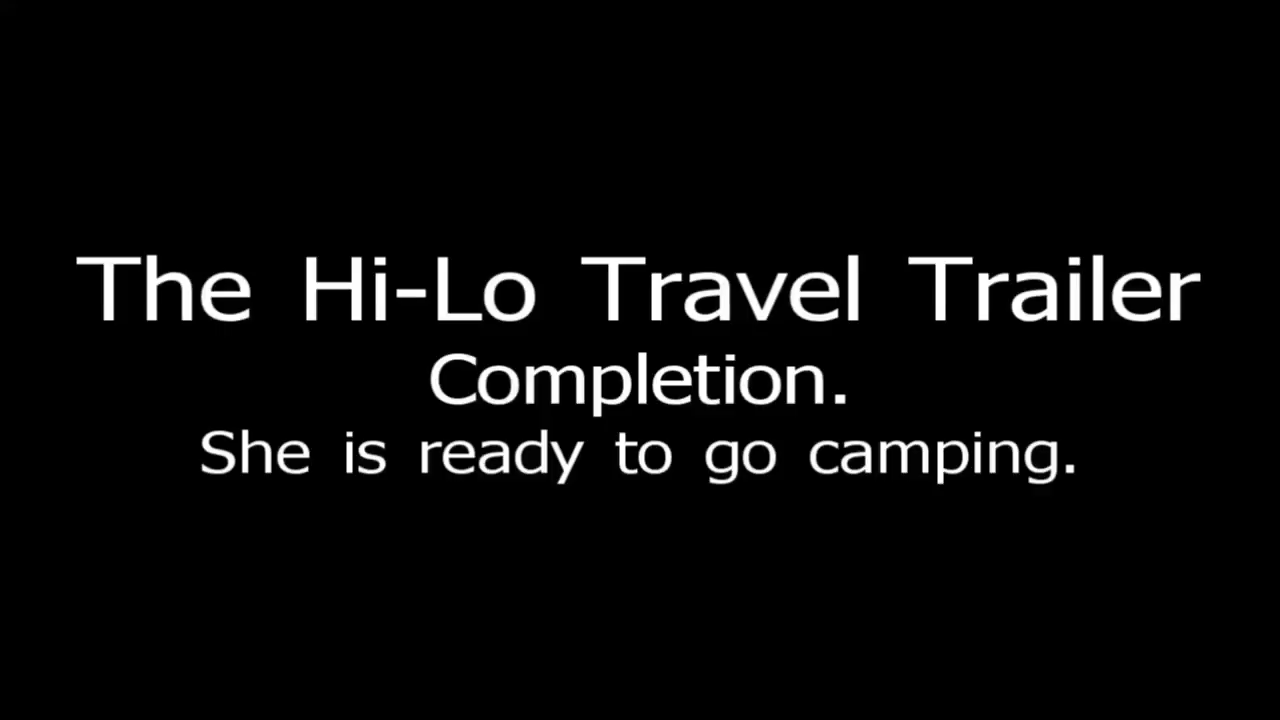 The Hi-Lo Travel Trailer
Completion.
She is ready to go camping.